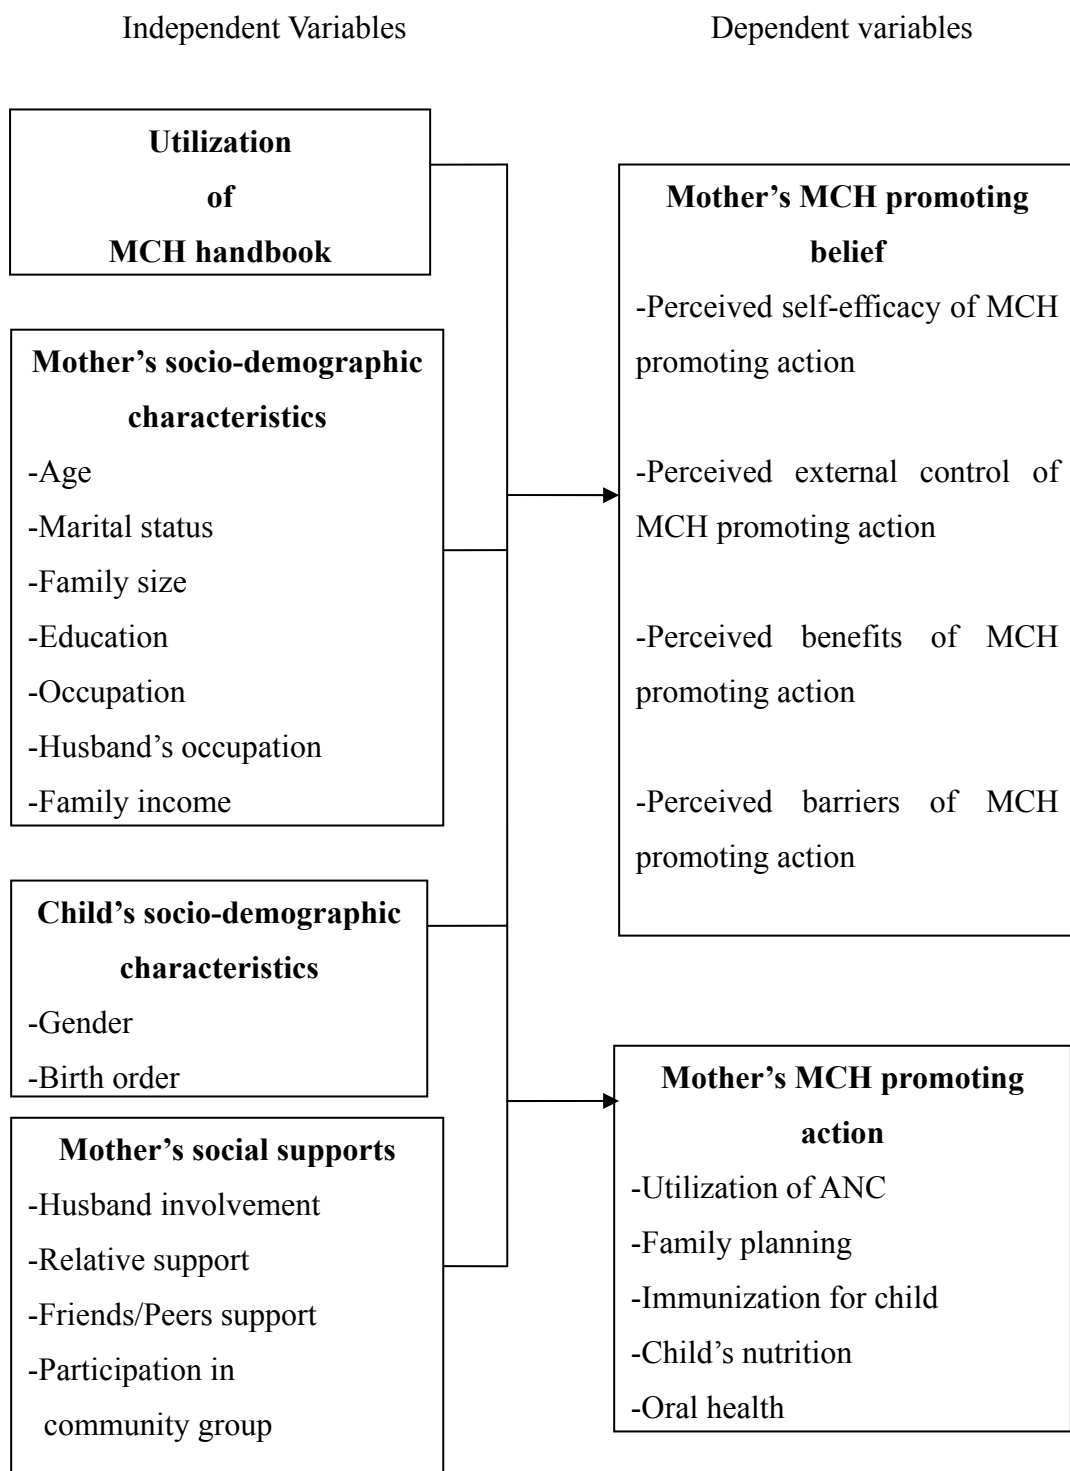 Independent Variables
Dependent variables
Utilization
of
MCH handbook
Mother’s socio-demographic
characteristics
-Age
-Marital status
-Family size
-Education
-Occupation
-Husband’s occupation
-Family income
Child’s socio-demographic
characteristics
-Gender
-Birth order
Mother’s social supports
-Husband involvement
-Relative support
-Friends/Peers support
-Participation in
community group
Mother’s MCH promoting
belief
-Perceived self-efficacy of MCH
promoting action
-Perceived external control of
MCH promoting action
-Perceived benefits of MCH
promoting action
-Perceived barriers of MCH
promoting action
Mother’s MCH promoting
action
-Utilization of ANC
-Family planning
-Immunization for child
-Child’s nutrition
-Oral health